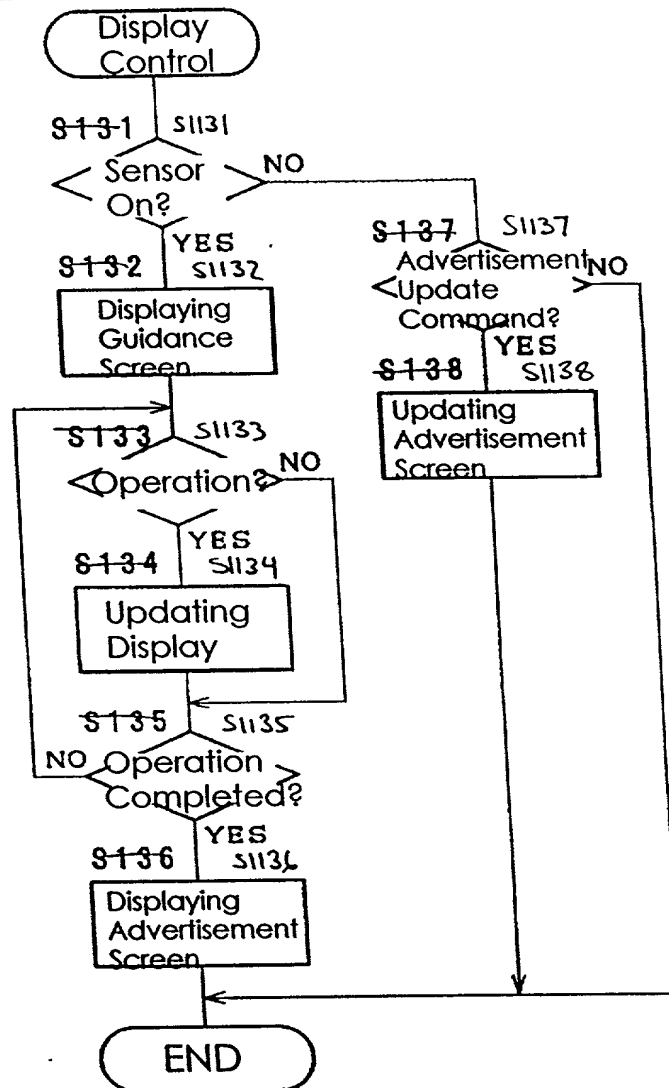 Display
Control
S131 S1131
Sensor
On?
NO
YES
S132 S1132
Displaying
Guidance
Screen
S133 S1133
Operation?
NO
YES
S134 S1134
Updating
Display
S135 S1135
NO
Operation
Completed?
YES
S136 S1136
Displaying
Advertisement
Screen
END
S137 S1137
Advertisement
Update
Command?
NO
YES
S138 S1138
Updating
Advertisement
Screen